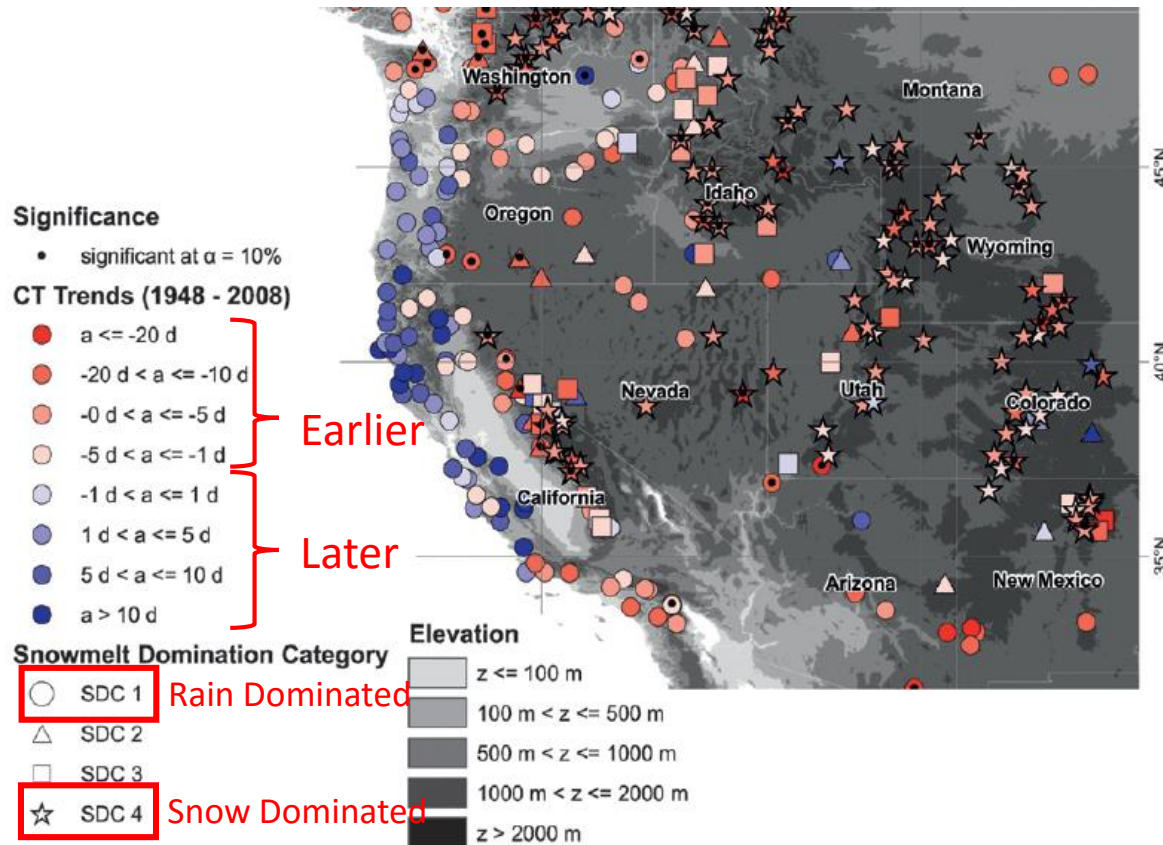 Washington
Montana
45°N
Idaho
Oregon
Wyoming
Significance
significant at α = 10%
CT Trends (1948 - 2008)
a <= -20 d
-20 d < a <= -10 d
-0 d < a <= -5 d
-5 d < a <= -1 d
-1 d < a <= 1 d
1 d < a <= 5 d
5 d < a <= 10 d
a > 10 d
Earlier
Later
40°N
Nevada
Utah
Colorado
California
35°N
Arizona
New Mexico
Snowmelt Domination Category
SDC 1 Rain Dominated
SDC 2
SDC 3
SDC 4 Snow Dominated
Elevation
z <= 100 m
100 m < z <= 500 m
500 m < z <= 1000 m
1000 m < z <= 2000 m
z > 2000 m